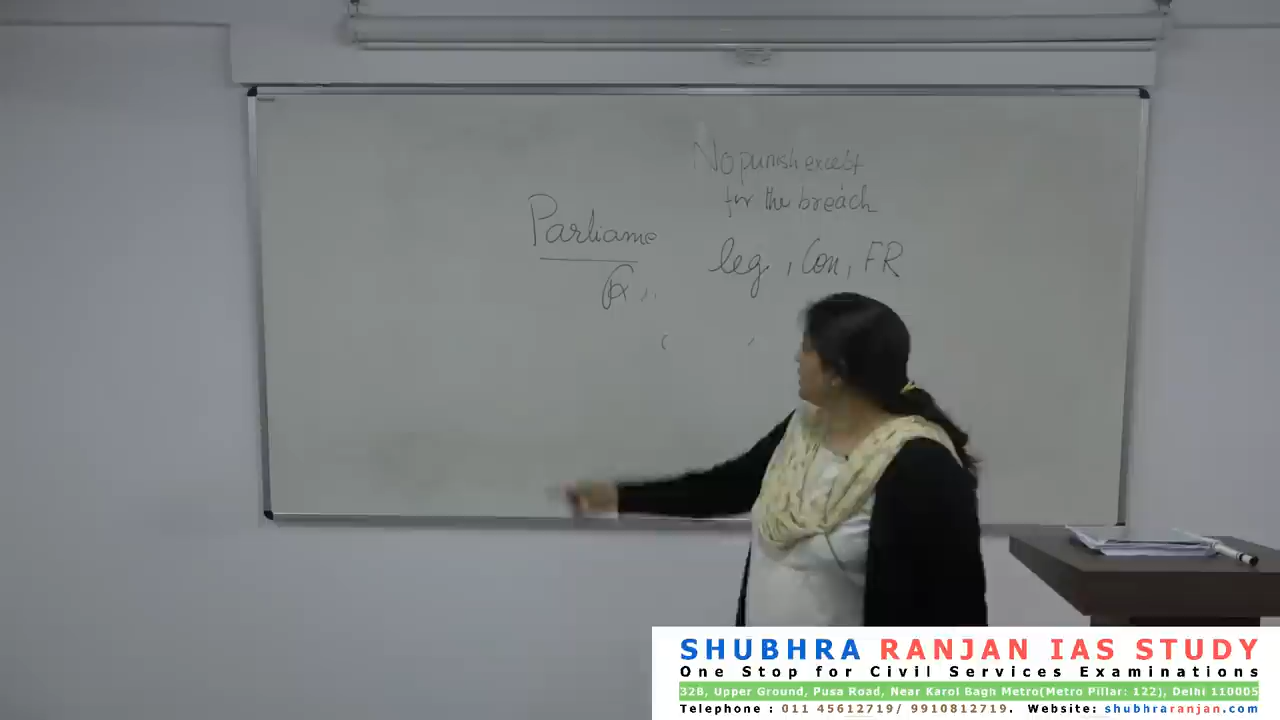 No punish except
for the breach
Parliame
leg, Con, FR
SHUBHRA RANJAN IAS STUDY
One Stop for Civil Services Examinations
32B, Upper Ground, Pusa Road, Near Karol Bagh Metro(Metro Pillar: 122), Delhi 110005
Telephone : 011 45612719/ 9910812719. Website: shubhraranjan.com